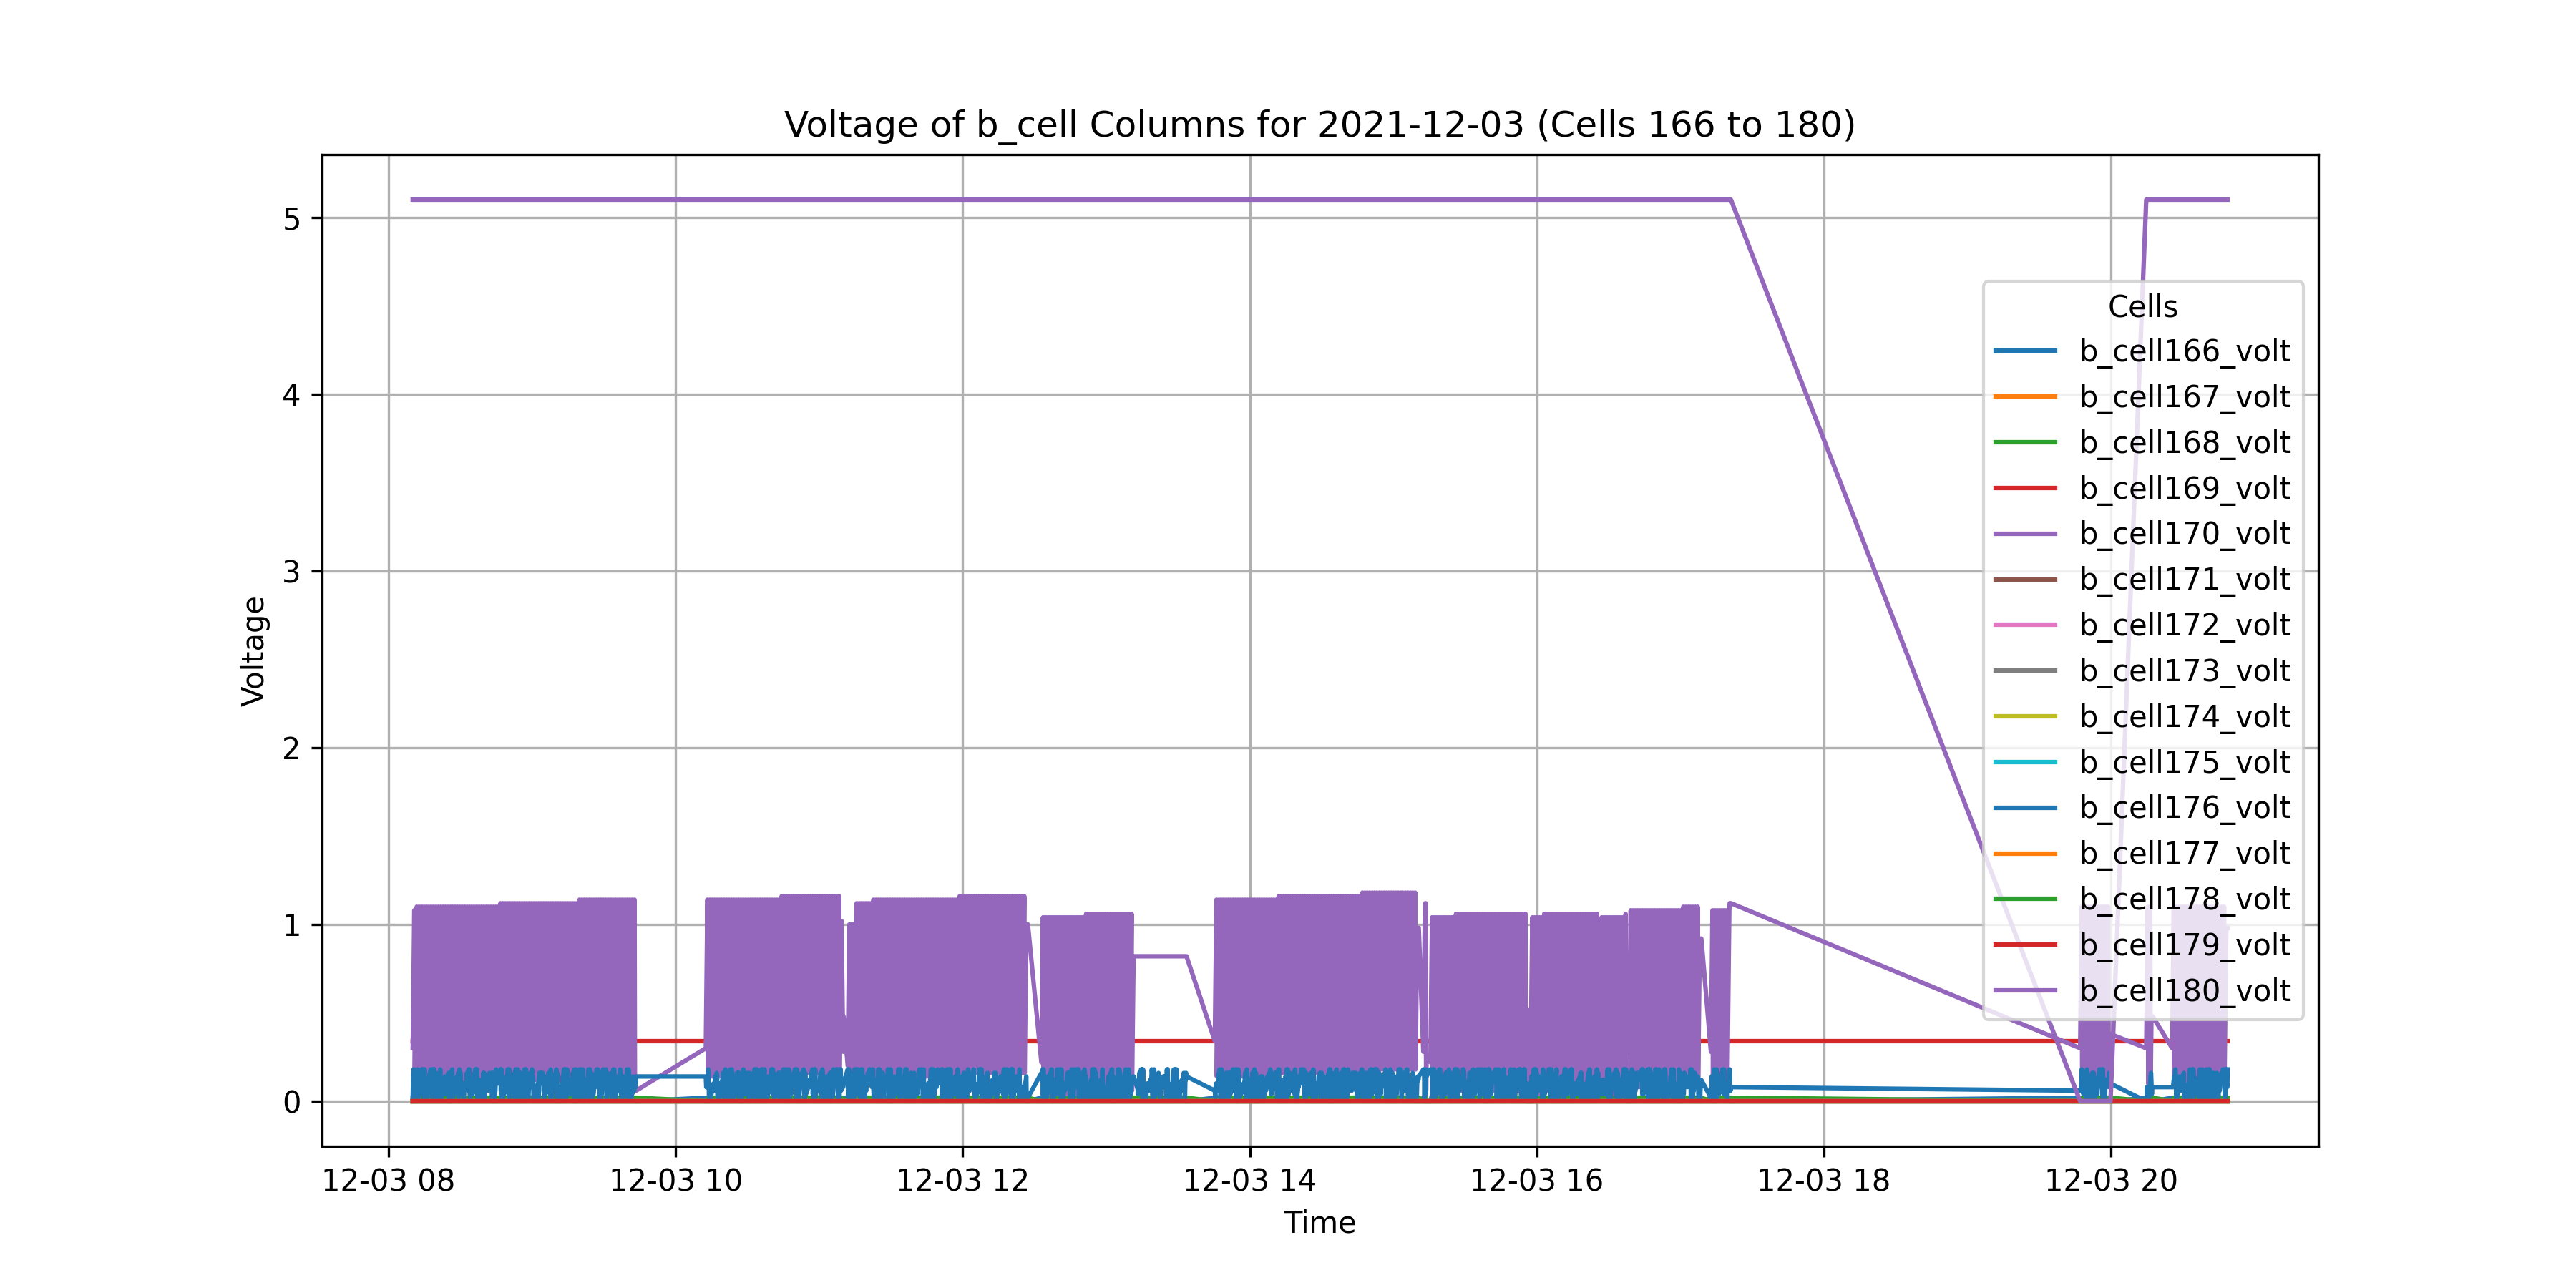 Voltage of b_cell Columns for 2021-12-03 (Cells 166 to 180)
Voltage
5
4
3
2
1
0
Cells
b_cell166_volt
b_cell167_volt
b_cell168_volt
b_cell169_volt
b_cell170_volt
b_cell171_volt
b_cell172_volt
b_cell173_volt
b_cell174_volt
b_cell175_volt
b_cell176_volt
b_cell177_volt
b_cell178_volt
b_cell179_volt
b_cell180_volt
12-03 08 12-03 10 12-03 12 12-03 14 12-03 16 12-03 18 12-03 20
Time